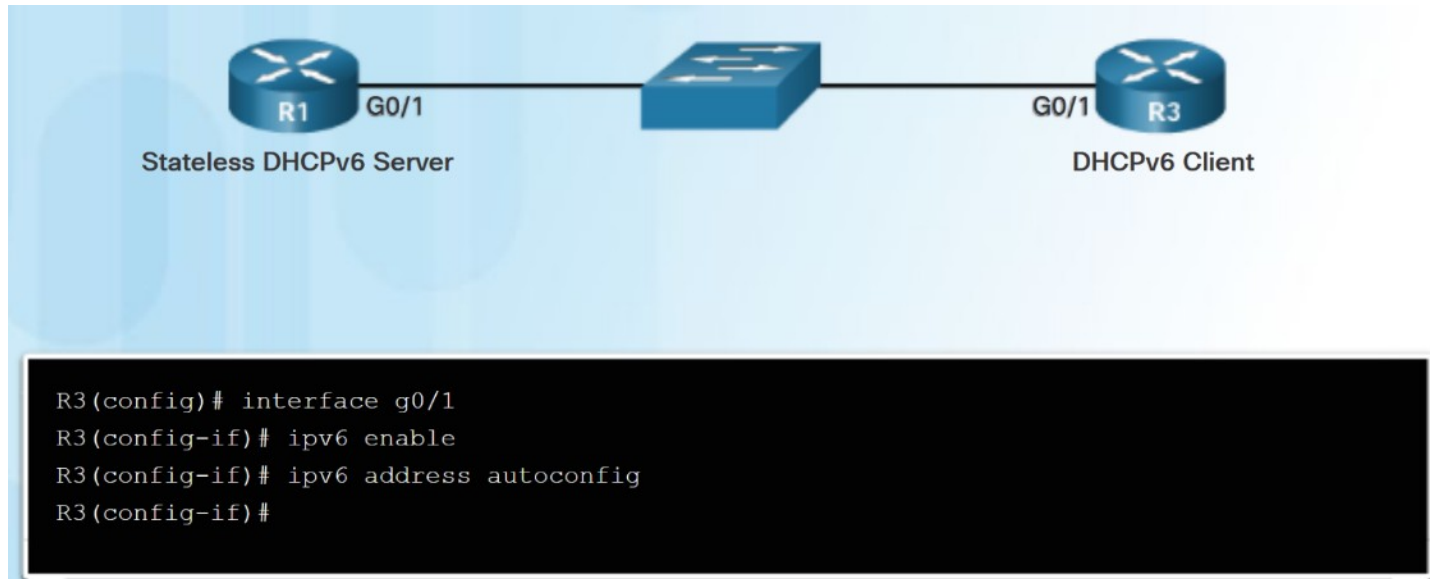 R1
G0/1
G0/1
R3
Stateless DHCPv6 Server
DHCPv6 Client
R3(config)# interface g0/1
R3(config-if)# ipv6 enable
R3(config-if)# ipv6 address autoconfig
R3(config-if)#